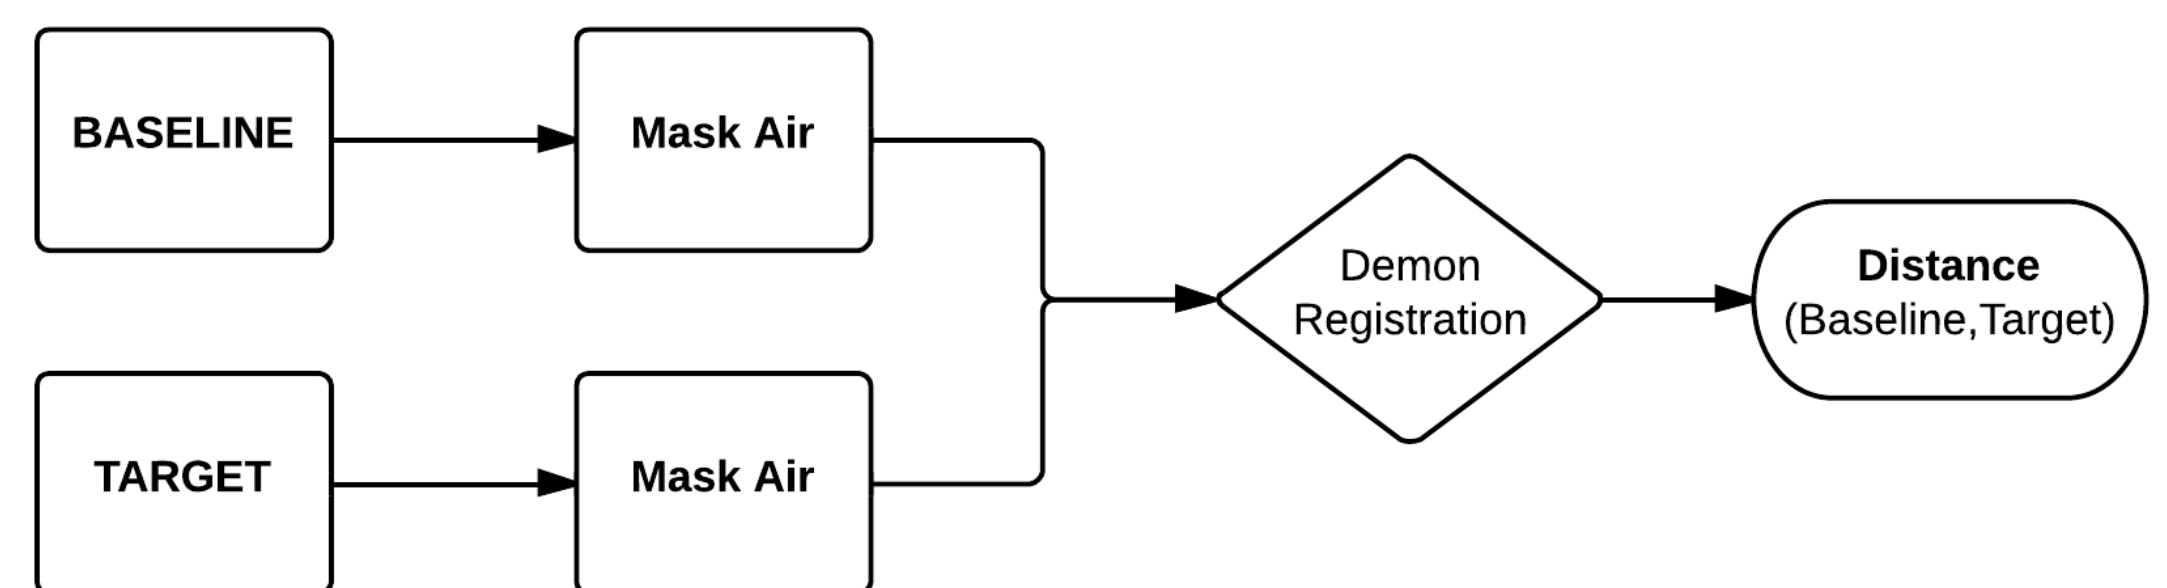 BASELINE
Mask Air
Demon
Registration
Distance
(Baseline,Target)
TARGET
Mask Air